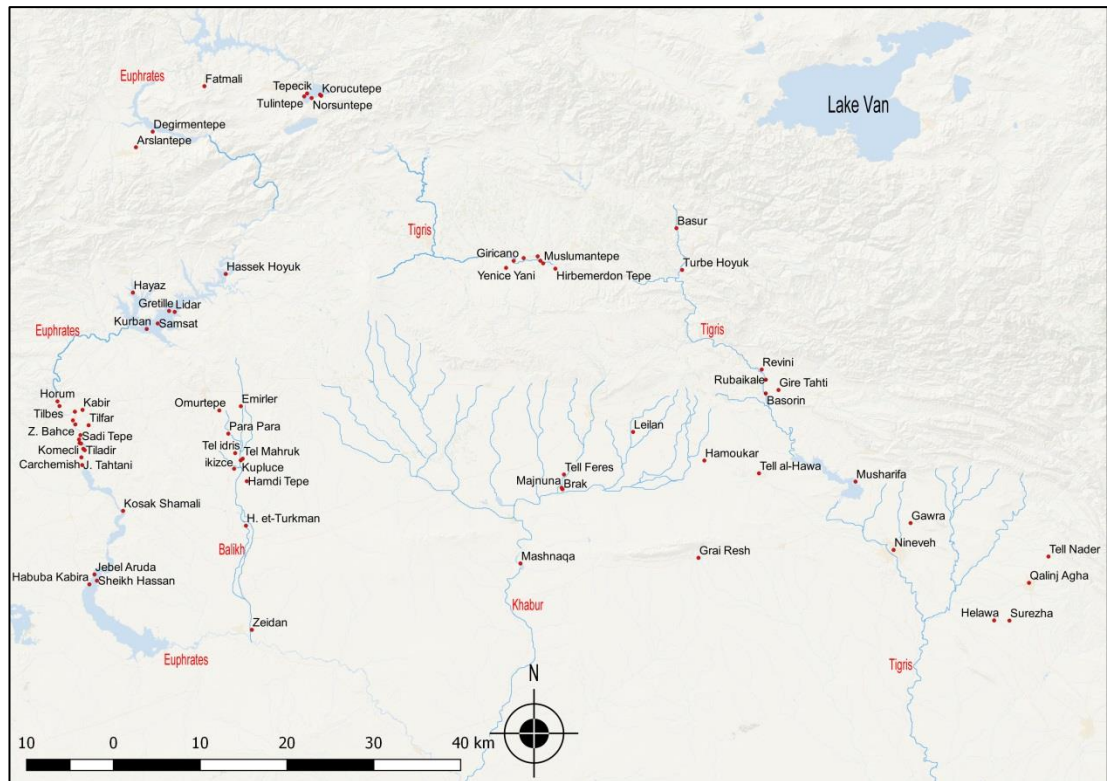 Euphrates
Fatmali
Tepecik
Korucutepe
Tulintepe
Norsuntepe
Lake Van
Degirmentepe
Arslantepe
Tigris
Basur
Giricano
Muslumantepe
Yenice Yani
Hirbemerdon Tepe
Turbe Hoyuk
Hassek Hoyuk
Hayaz
Gretille
Lidar
Kurban
Samsat
Euphrates
Tigris
Revini
Rubaikale
Gire Tahti
Basorin
Horum
Kabir
Omurtepe
Emirler
Tilbes
Tilfar
Z. Bahce
Sadi Tepe
Para Para
Leilan
Komecli
Tiladir
Tel idris
Tel Mahruk
Carchemish
J. Tahtani
ikizce
Kupluce
Hamoukar
Tell Feres
Tell al-Hawa
Hamdi Tepe
Majnuna
Brak
Musharifa
Kosak Shamali
H. et-Turkman
Gawra
Balikh
Nineveh
Grai Resh
Tell Nader
Mashnaqa
Jebel Aruda
Habuba Kabira
Sheikh Hassan
Qalinj Agha
Khabur
Helawa
Surezha
Zeidan
Euphrates
Tigris
N
10 0 10 20 30 40 km